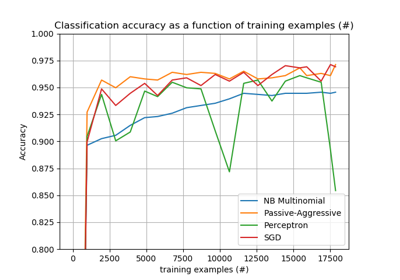 Classification accuracy as a function of training examples (#)
1.000
0.975
0.950
0.925
0.900
0.875
0.850
0.825
0.800
Accuracy
NB Multinomial
Passive-Aggressive
Perceptron
SGD
0 2500 5000 7500 10000 12500 15000 17500
training examples (#)